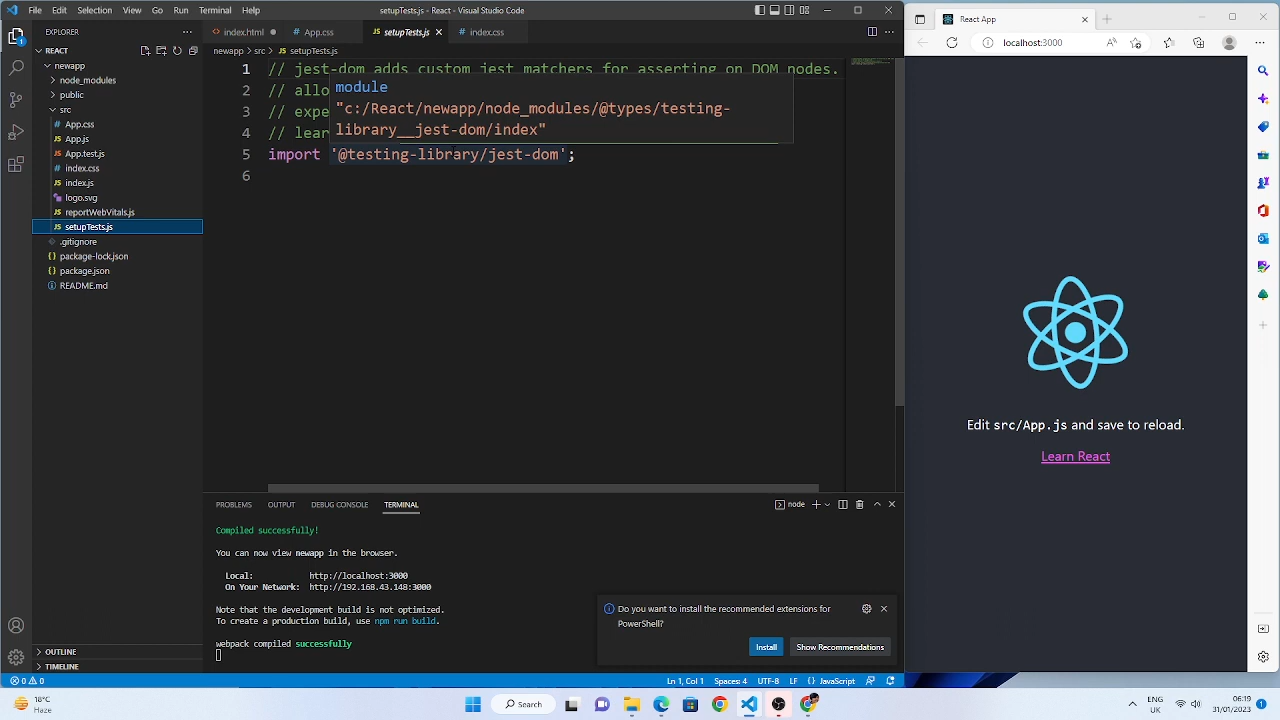 File Edit Selection View Go Run Terminal Help
setupTests.js - React - Visual Studio Code
EXPLORER
REACT
newapp
node_modules
public
src
App.css
App.js
App.test.js
index.css
index.js
logo.svg
reportWebVitals.js
setupTests.js
.gitignore
package-lock.json
package.json
README.md
OUTLINE
TIMELINE
index.html
App.css
setupTests.js
index.css
newapp > src > setupTests.js
1 // jest-dom adds custom jest matchers for asserting on DOM nodes.
2 // allo
3 // expe
4 // lear
5 import '@testing-library/jest-dom';
6
module
"c:/React/newapp/node_modules/@types/testing-
library__jest-dom/index"
PROBLEMS OUTPUT DEBUG CONSOLE TERMINAL
node
Compiled successfully!
You can now view newapp in the browser.
Local: http://localhost:3000
On Your Network: http://192.168.43.148:3000
Note that the development build is not optimized.
To create a production build, use npm run build.
webpack compiled successfully
Do you want to install the recommended extensions for
PowerShell?
Install
Show Recommendations
0 0
Ln 1, Col 1 Spaces: 4 UTF-8 LF {} JavaScript
React App
localhost:3000
Edit src/App.js and save to reload.
Learn React
18°C
Haze
Search
ENG
UK
06:19
31/01/2023